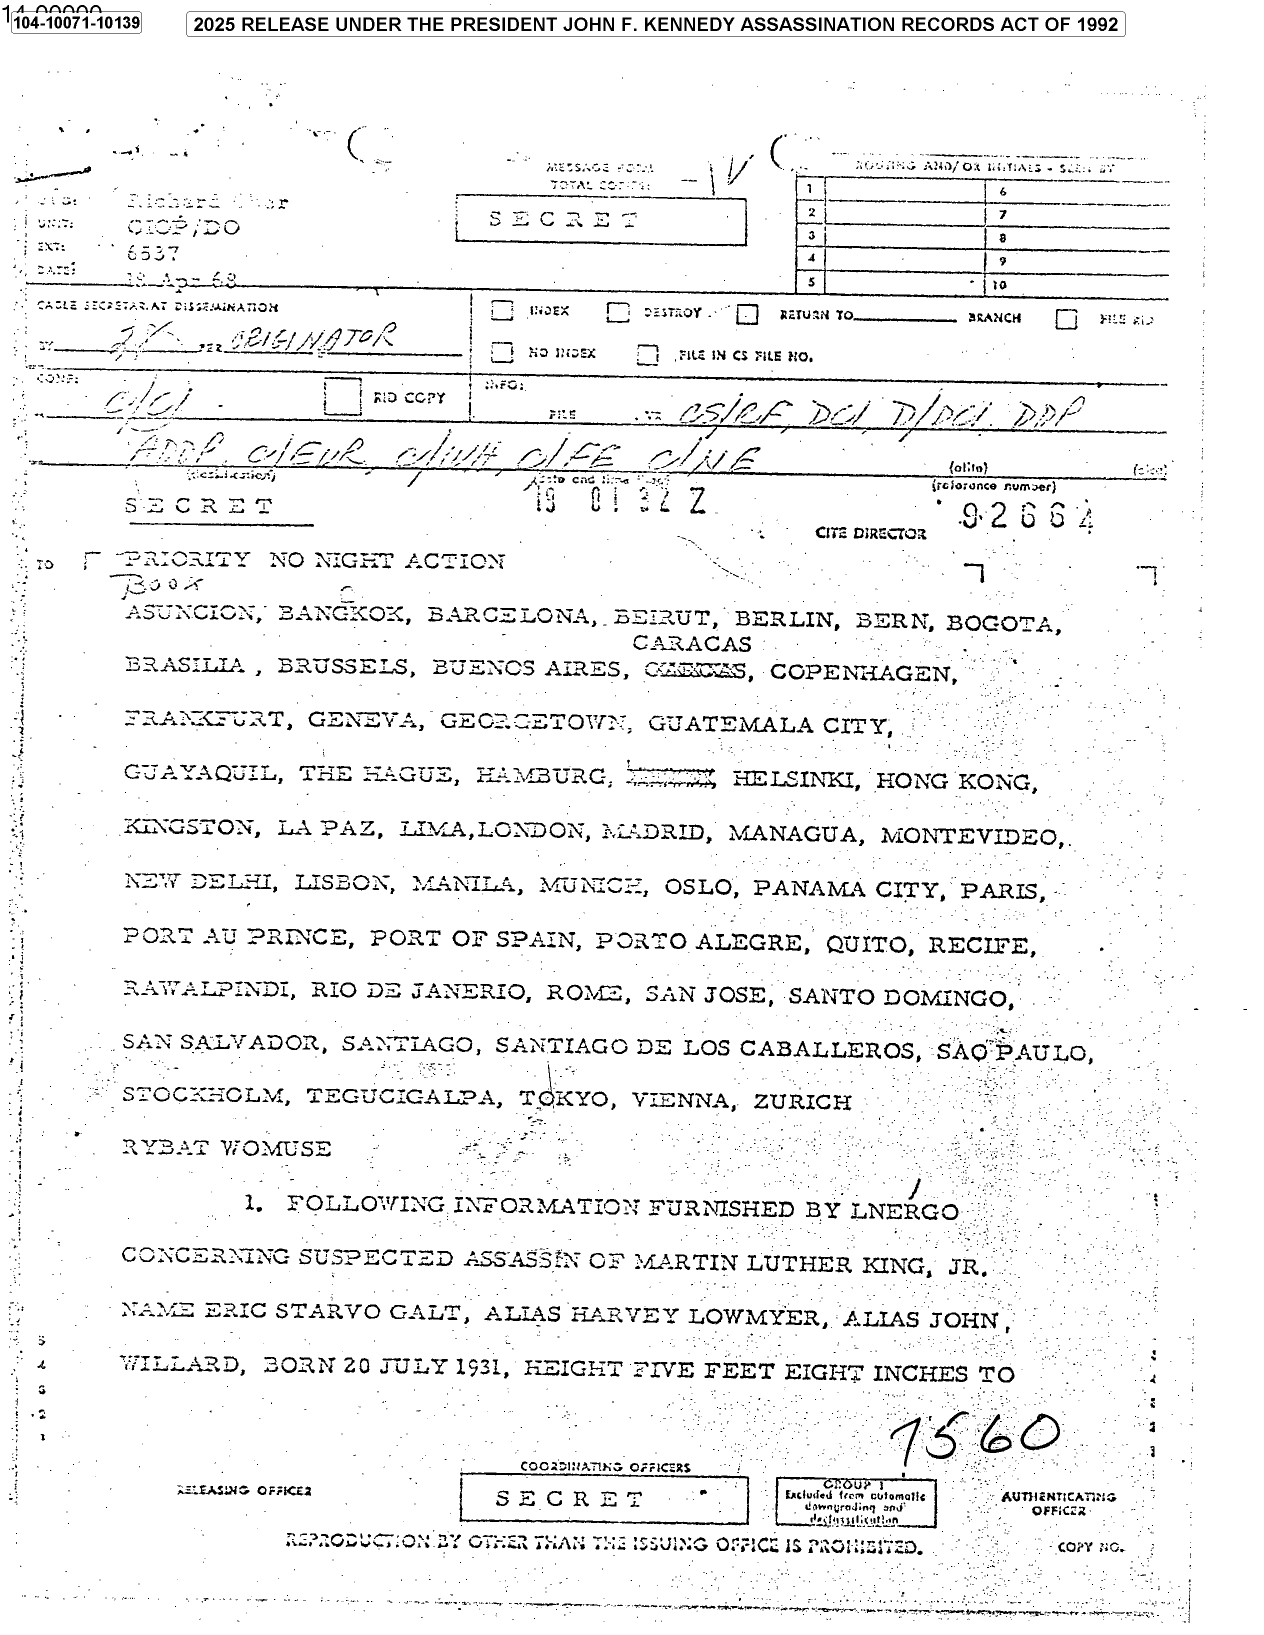 14-00000
104-10071-10139
2025 RELEASE UNDER THE PRESIDENT JOHN F. KENNEDY ASSASSINATION RECORDS ACT OF 1992
MESSAGE FORM
TOTAL COPIES:
ROUTING AND/OR INITIALS - SEEN BY
1 6
2 7
3 8
4 9
5 10
SECRET
Richard
UNIT: CIOP/DO
EXT: 6537
DATE: 18 Apr 68
CABLE SECRETARIAT DISSEMINATION
BY 28 PER ORIGINATOR
INDEX DESTROY RETURN TO BRANCH FILE RID
NO INDEX FILE IN CS FILE NO.
CONF: C/CI RID COPY
INFO: FILE VR CS/RF, DCI, D/DCI, DDP
ADDP, C/EUR, C/WH, C/FE C/NE
(classification) (date and time filed) (elite) (pica)
(reference number)
SECRET
19 01 32 Z
CITE DIRECTOR 92664
TO PRIORITY NO NIGHT ACTION
BOOK
ASUNCION, BANGKOK, BARCELONA, BEIRUT, BERLIN, BERN, BOGOTA,
CARACAS
BRASILIA , BRUSSELS, BUENOS AIRES, COPENHAGEN,
FRANKFURT, GENEVA, GEORGETOWN, GUATEMALA CITY,
GUAYAQUIL, THE HAGUE, HAMBURG, HELSINKI, HONG KONG,
KINGSTON, LA PAZ, LIMA, LONDON, MADRID, MANAGUA, MONTEVIDEO,
NEW DELHI, LISBON, MANILA, MUNICH, OSLO, PANAMA CITY, PARIS,
PORT AU PRINCE, PORT OF SPAIN, PORTO ALEGRE, QUITO, RECIFE,
RAWALPINDI, RIO DE JANERIO, ROME, SAN JOSE, SANTO DOMINGO,
SAN SALVADOR, SANTIAGO, SANTIAGO DE LOS CABALLEROS, SAO PAULO,
STOCKHOLM, TEGUCIGALPA, TOKYO, VIENNA, ZURICH
RYBAT WOMUSE
1. FOLLOWING INFORMATION FURNISHED BY LNERGO
CONCERNING SUSPECTED ASSASSIN OF MARTIN LUTHER KING, JR.
NAME ERIC STARVO GALT, ALIAS HARVEY LOWMYER, ALIAS JOHN
WILLARD, BORN 20 JULY 1931, HEIGHT FIVE FEET EIGHT INCHES TO
5
4
3
2
1
1560
COORDINATING OFFICERS
RELEASING OFFICER
SECRET
GROUP 1
Excluded from automatic
downgrading and
declassification
AUTHENTICATING
OFFICER
REPRODUCTION BY OTHER THAN THE ISSUING OFFICE IS PROHIBITED.
COPY NO.